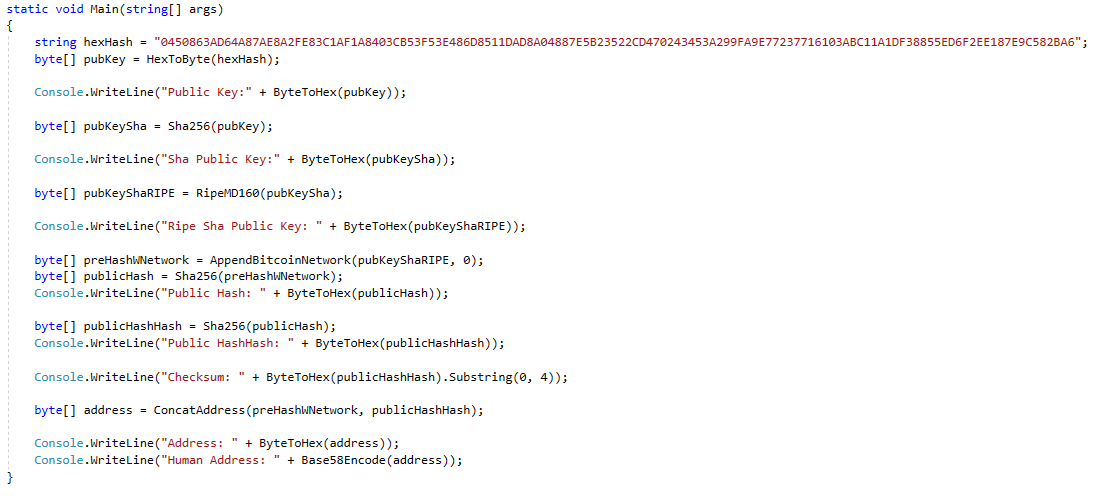 static void Main(string[] args)
{
string hexHash = "0450863AD64A87AE8A2FE83C1AF1A8403CB53F53E486D8511DAD8A04887E5B23522CD470243453A299FA9E77237716103ABC11A1DF38855ED6F2EE187E9C582BA6";
byte[] pubKey = HexToByte(hexHash);
Console.WriteLine("Public Key:" + ByteToHex(pubKey));
byte[] pubKeySha = Sha256(pubKey);
Console.WriteLine("Sha Public Key:" + ByteToHex(pubKeySha));
byte[] pubKeyShaRIPE = RipeMD160(pubKeySha);
Console.WriteLine("Ripe Sha Public Key: " + ByteToHex(pubKeyShaRIPE));
byte[] preHashWNetwork = AppendBitcoinNetwork(pubKeyShaRIPE, 0);
byte[] publicHash = Sha256(preHashWNetwork);
Console.WriteLine("Public Hash: " + ByteToHex(publicHash));
byte[] publicHashHash = Sha256(publicHash);
Console.WriteLine("Public HashHash: " + ByteToHex(publicHashHash));
Console.WriteLine("Checksum: " + ByteToHex(publicHashHash).Substring(0, 4));
byte[] address = ConcatAddress(preHashWNetwork, publicHashHash);
Console.WriteLine("Address: " + ByteToHex(address));
Console.WriteLine("Human Address: " + Base58Encode(address));
}